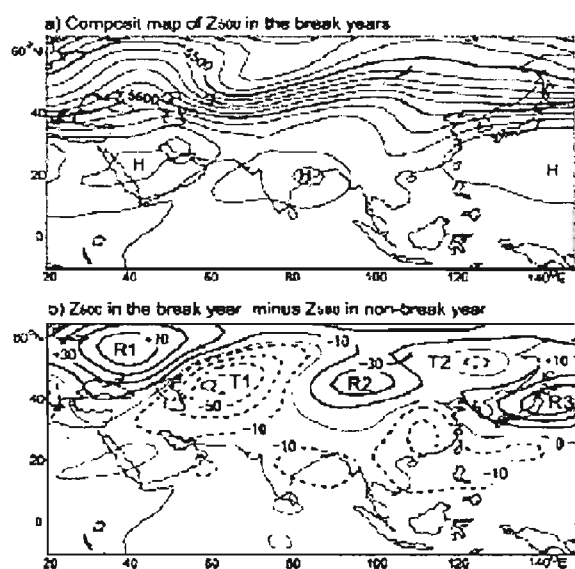 a) Composit map of Z500 in the break years
60°N
5600
40
H
H
H
20
0
20 40 60 80 100 120 140°E
b) Z500 in the break year minus Z500 in non-break year
60°N
+30
R1
+10
-10
-30
T2
+10
T1
R2
R3
40
-50
-10
-10
0
20
-10
0
20 40 60 80 100 120 140°E